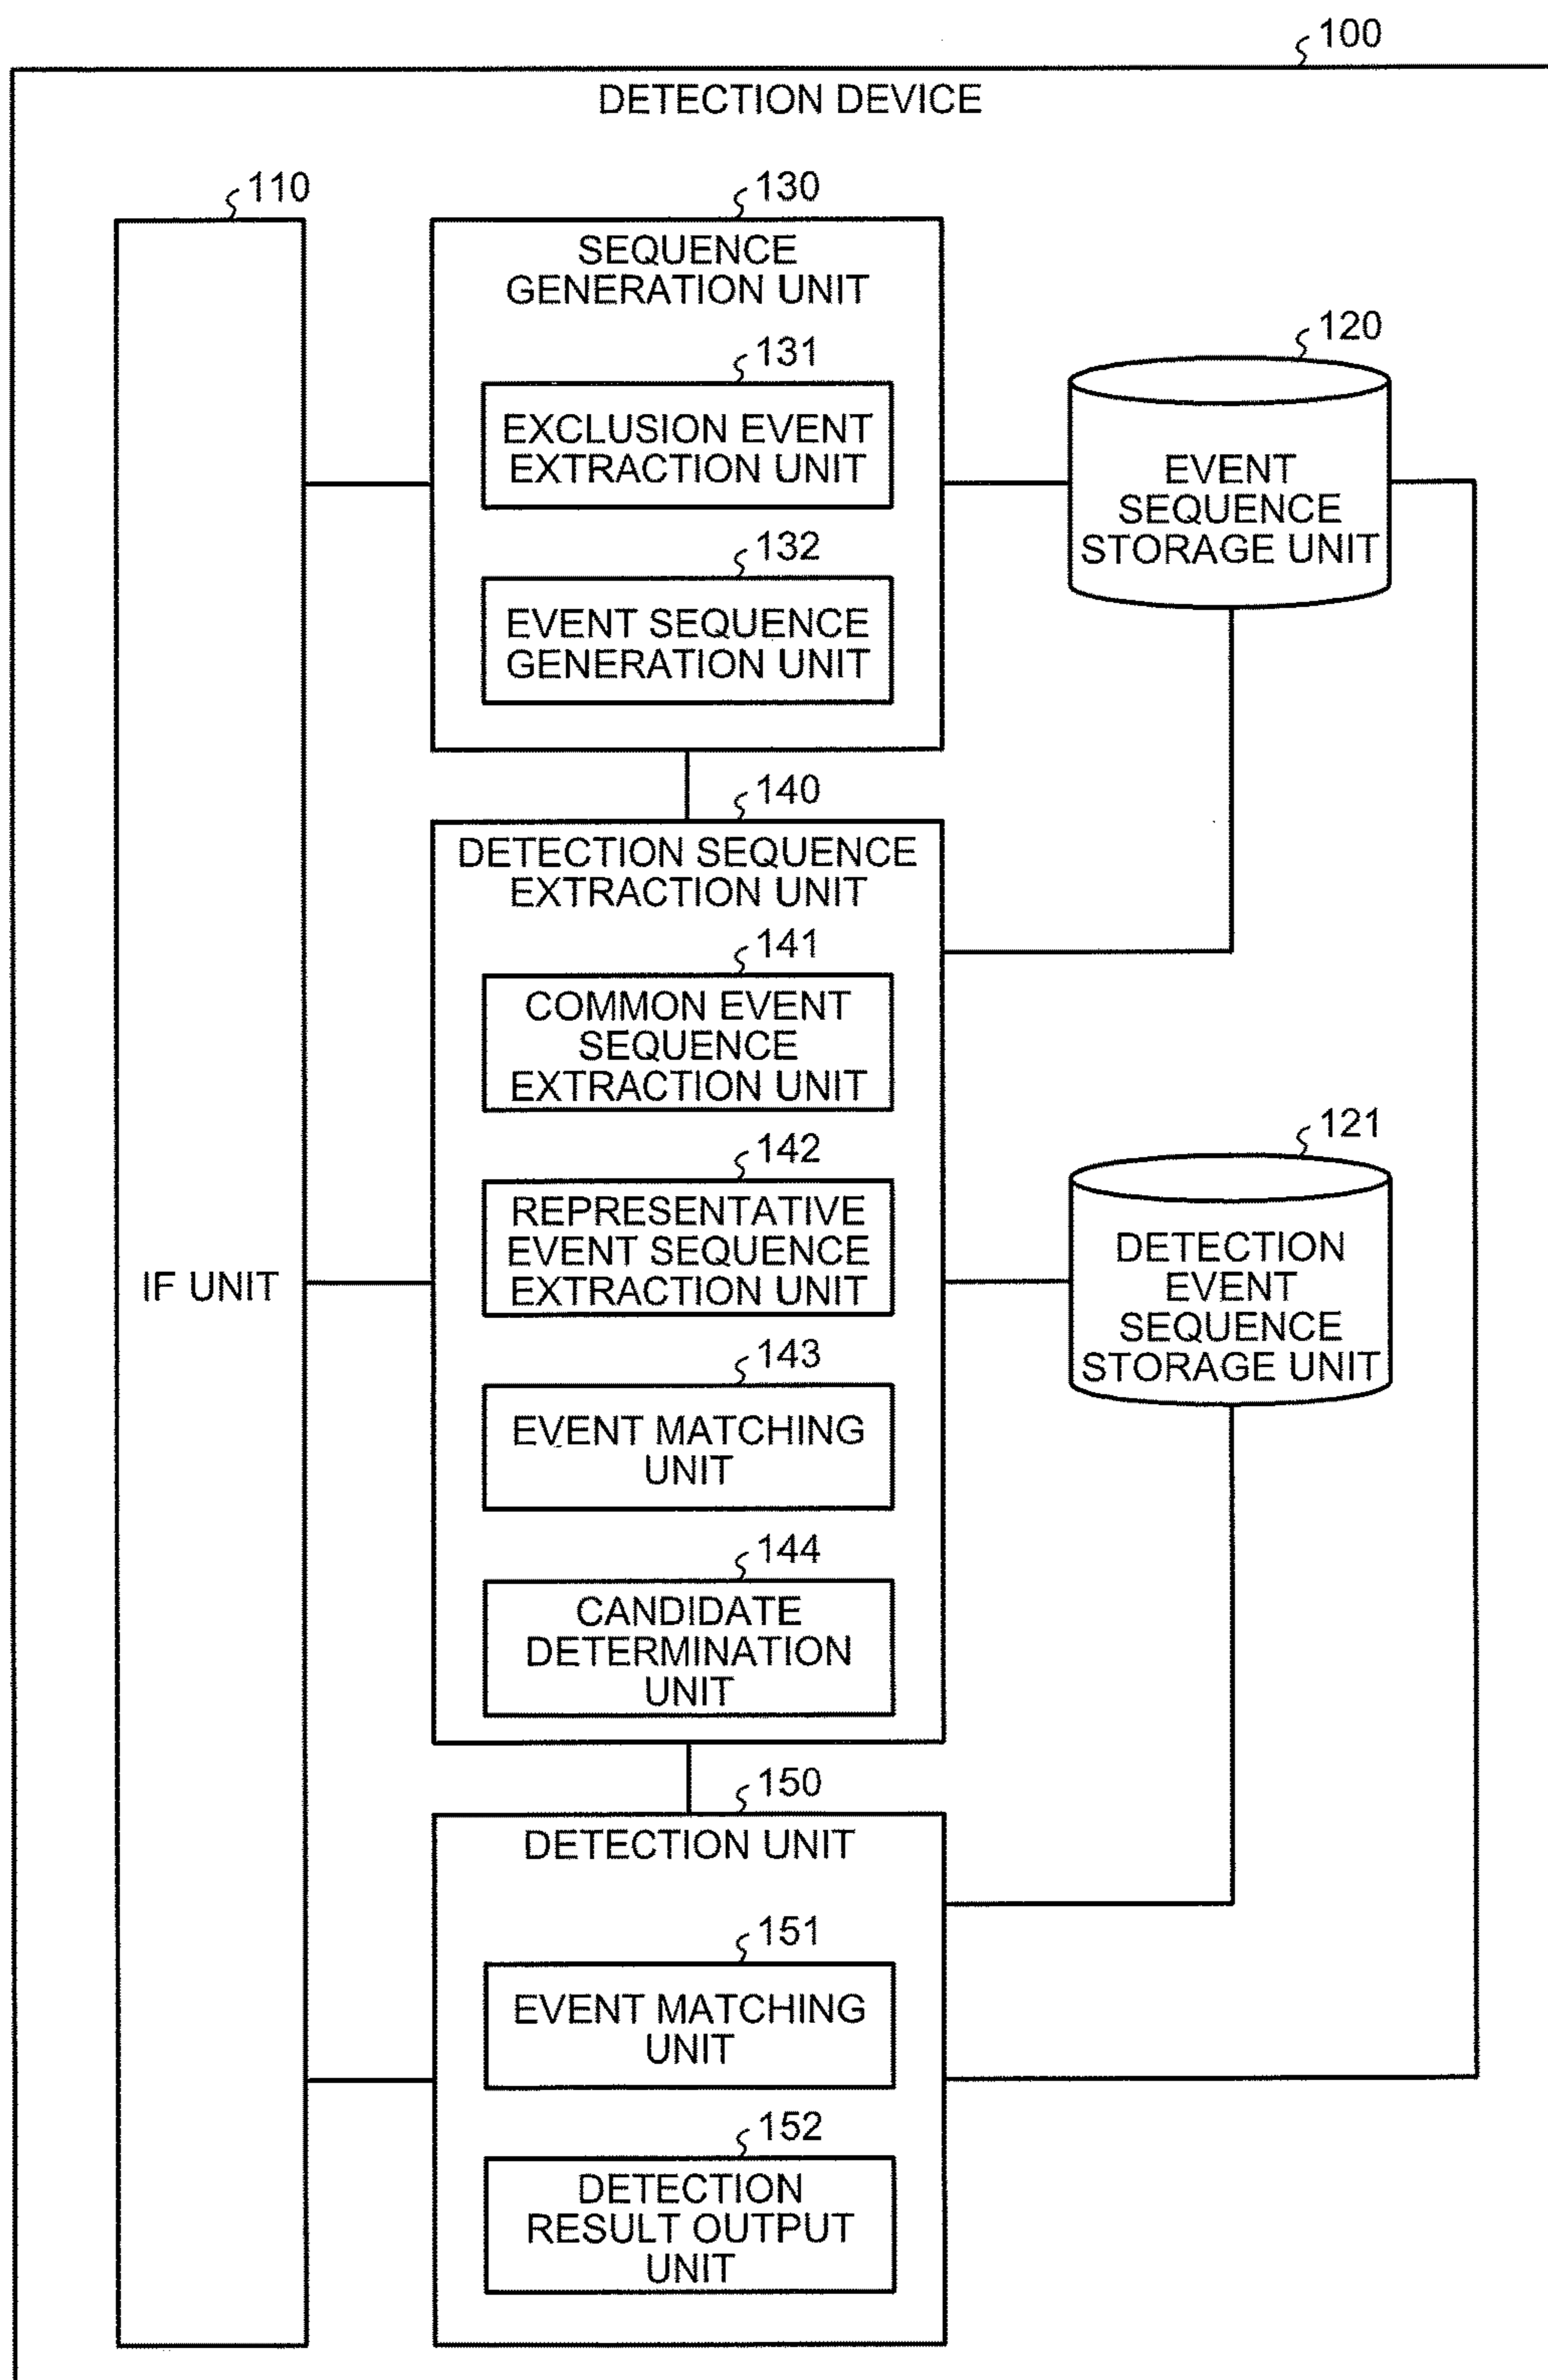 100
DETECTION DEVICE
110
130
SEQUENCE
GENERATION UNIT
131
EXCLUSION EVENT
EXTRACTION UNIT
132
EVENT SEQUENCE
GENERATION UNIT
120
EVENT
SEQUENCE
STORAGE UNIT
140
DETECTION SEQUENCE
EXTRACTION UNIT
141
COMMON EVENT
SEQUENCE
EXTRACTION UNIT
142
REPRESENTATIVE
EVENT SEQUENCE
EXTRACTION UNIT
IF UNIT
121
DETECTION
EVENT
SEQUENCE
STORAGE UNIT
143
EVENT MATCHING
UNIT
144
CANDIDATE
DETERMINATION
UNIT
150
DETECTION UNIT
151
EVENT MATCHING
UNIT
152
DETECTION
RESULT OUTPUT
UNIT